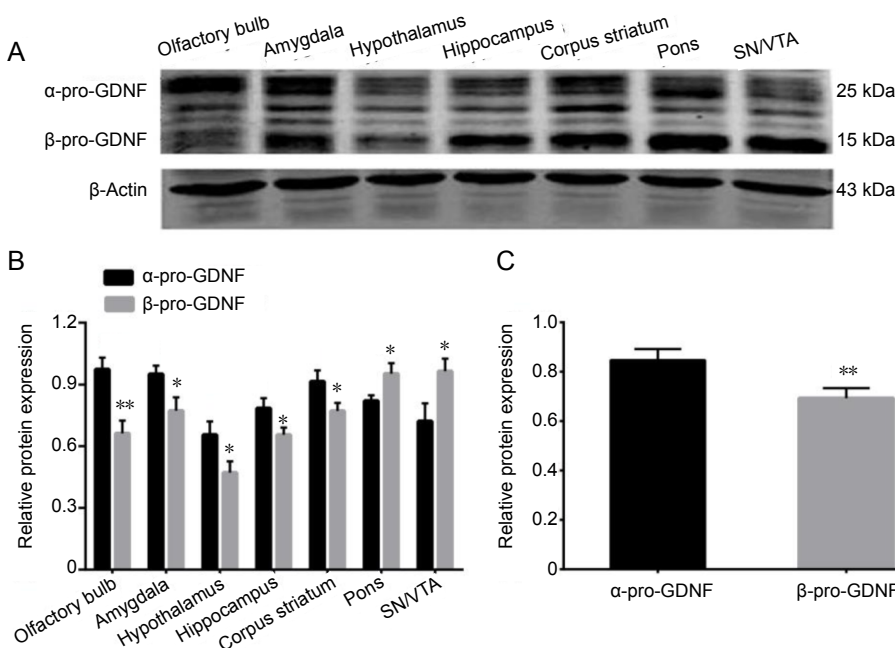 A
Olfactory bulb Amygdala Hypothalamus Hippocampus Corpus striatum Pons SN/VTA
α-pro-GDNF 25 kDa
β-pro-GDNF 15 kDa
β-Actin 43 kDa
B
α-pro-GDNF
β-pro-GDNF
Relative protein expression
1.2
0.9
0.6
0.3
0
** * * * * * *
Olfactory bulb Amygdala Hypothalamus Hippocampus Corpus striatum Pons SN/VTA
C
Relative protein expression
1.0
0.8
0.6
0.4
0.2
0
**
α-pro-GDNF β-pro-GDNF